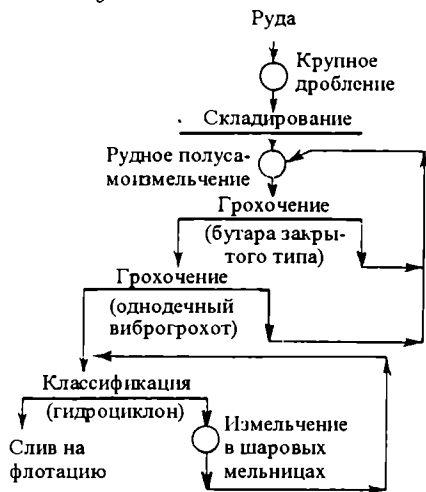 Руда
Крупное
дробление
Складирование
Рудное полуса-
моизмельчение
Грохочение
(бутара закры-
того типа)
Грохочение
(однодечный
виброгрохот)
Классификация
(гидроциклон)
Слив на
флотацию
Измельчение
в шаровых
мельницах